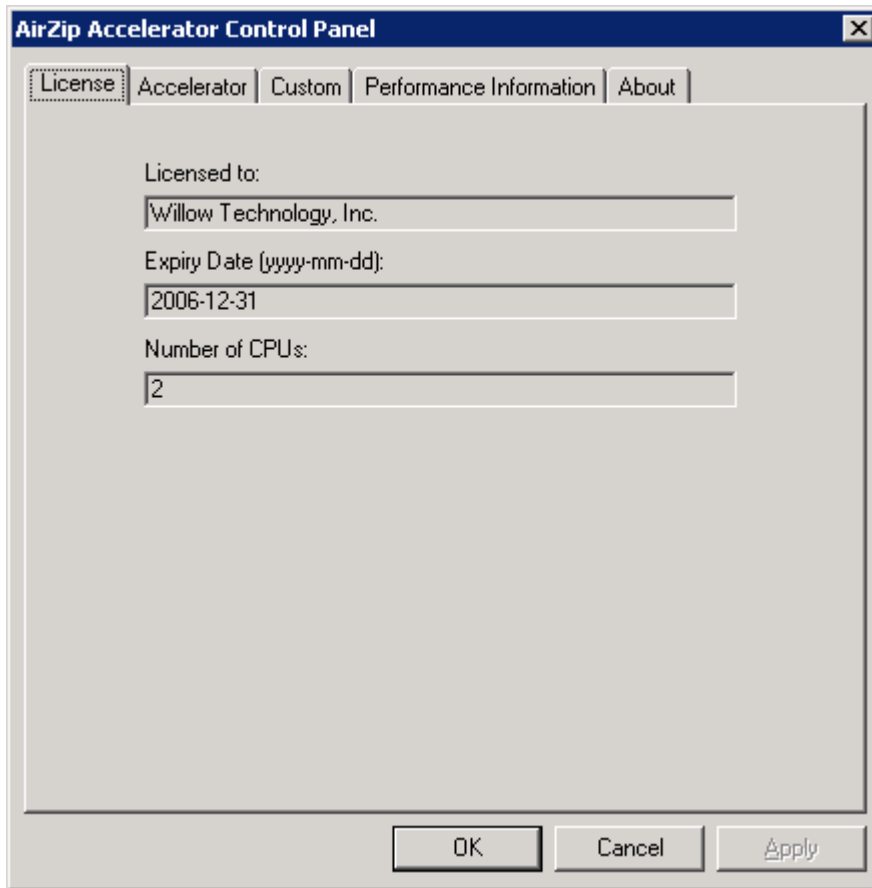 AirZip Accelerator Control Panel
License Accelerator Custom Performance Information About
Licensed to:
Willow Technology, Inc.
Expiry Date (yyyy-mm-dd):
2006-12-31
Number of CPUs:
2
OK Cancel Apply